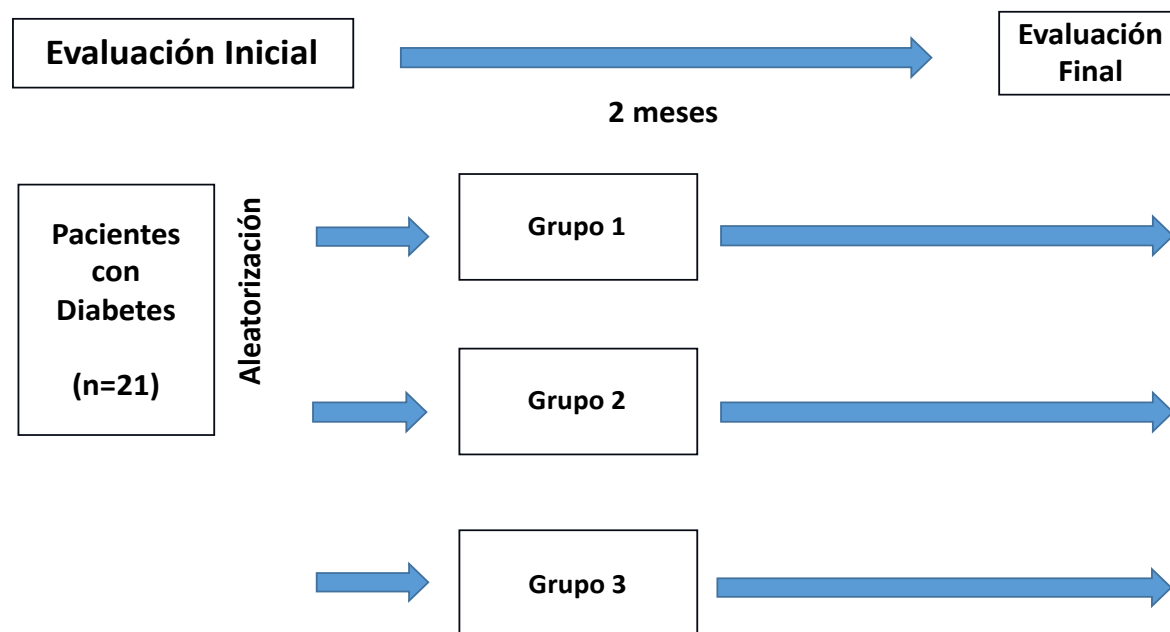 Evaluación Inicial
Evaluación
Final
2 meses
Pacientes
con
Diabetes
(n=21)
Aleatorización
Grupo 1
Grupo 2
Grupo 3